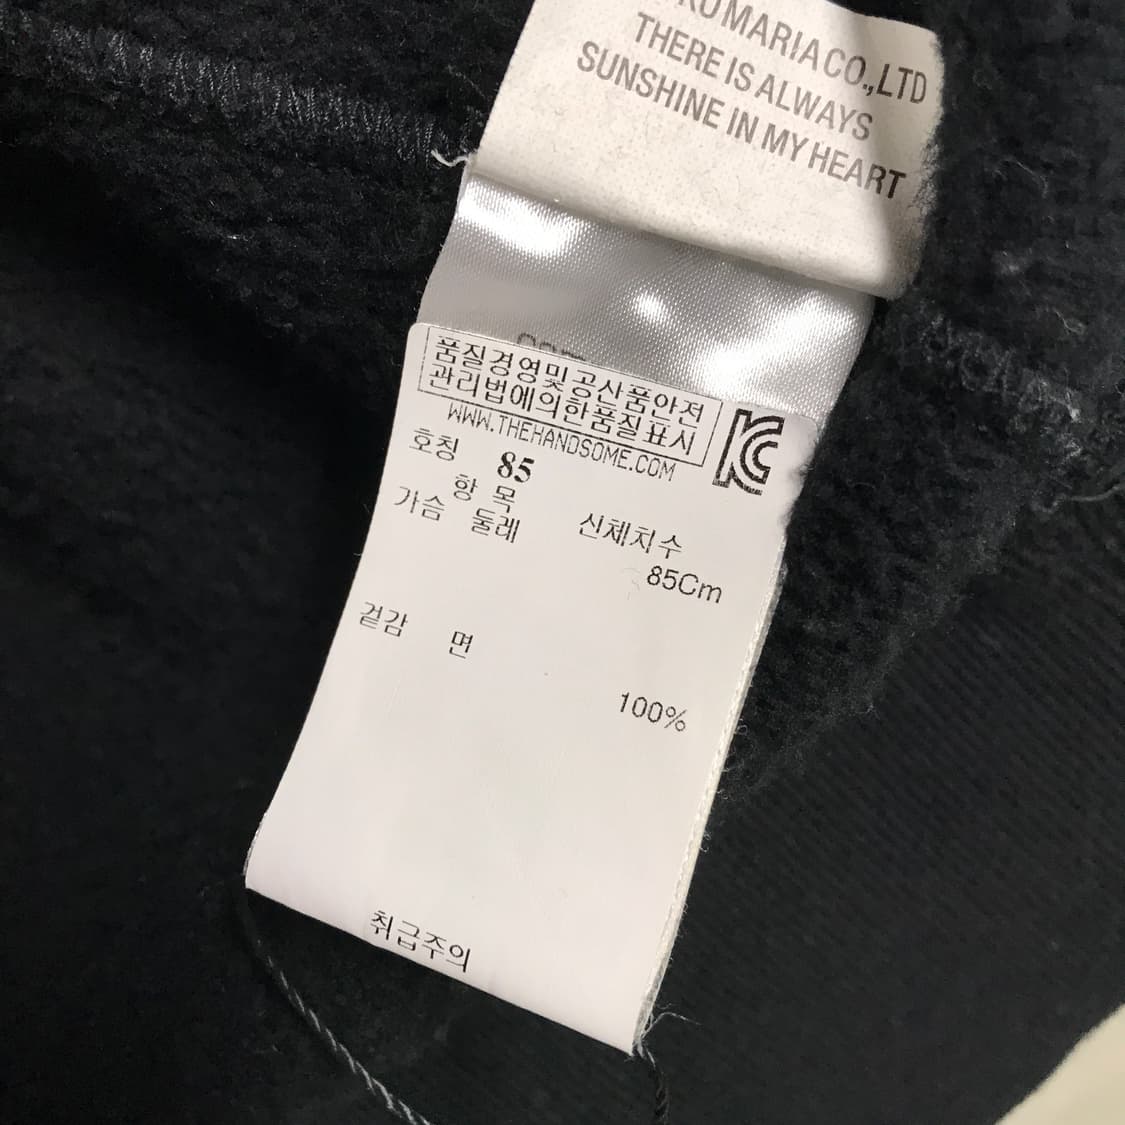 MARIA CO.,LTD
THERE IS ALWAYS
SUNSHINE IN MY HEART
품질경영및공산품안전
관리법에의한품질표시
WWW.THEHANDSOME.COM
호칭 85
항 목 신체치수
가슴 둘레 85Cm
겉감 면 100%
취급주의